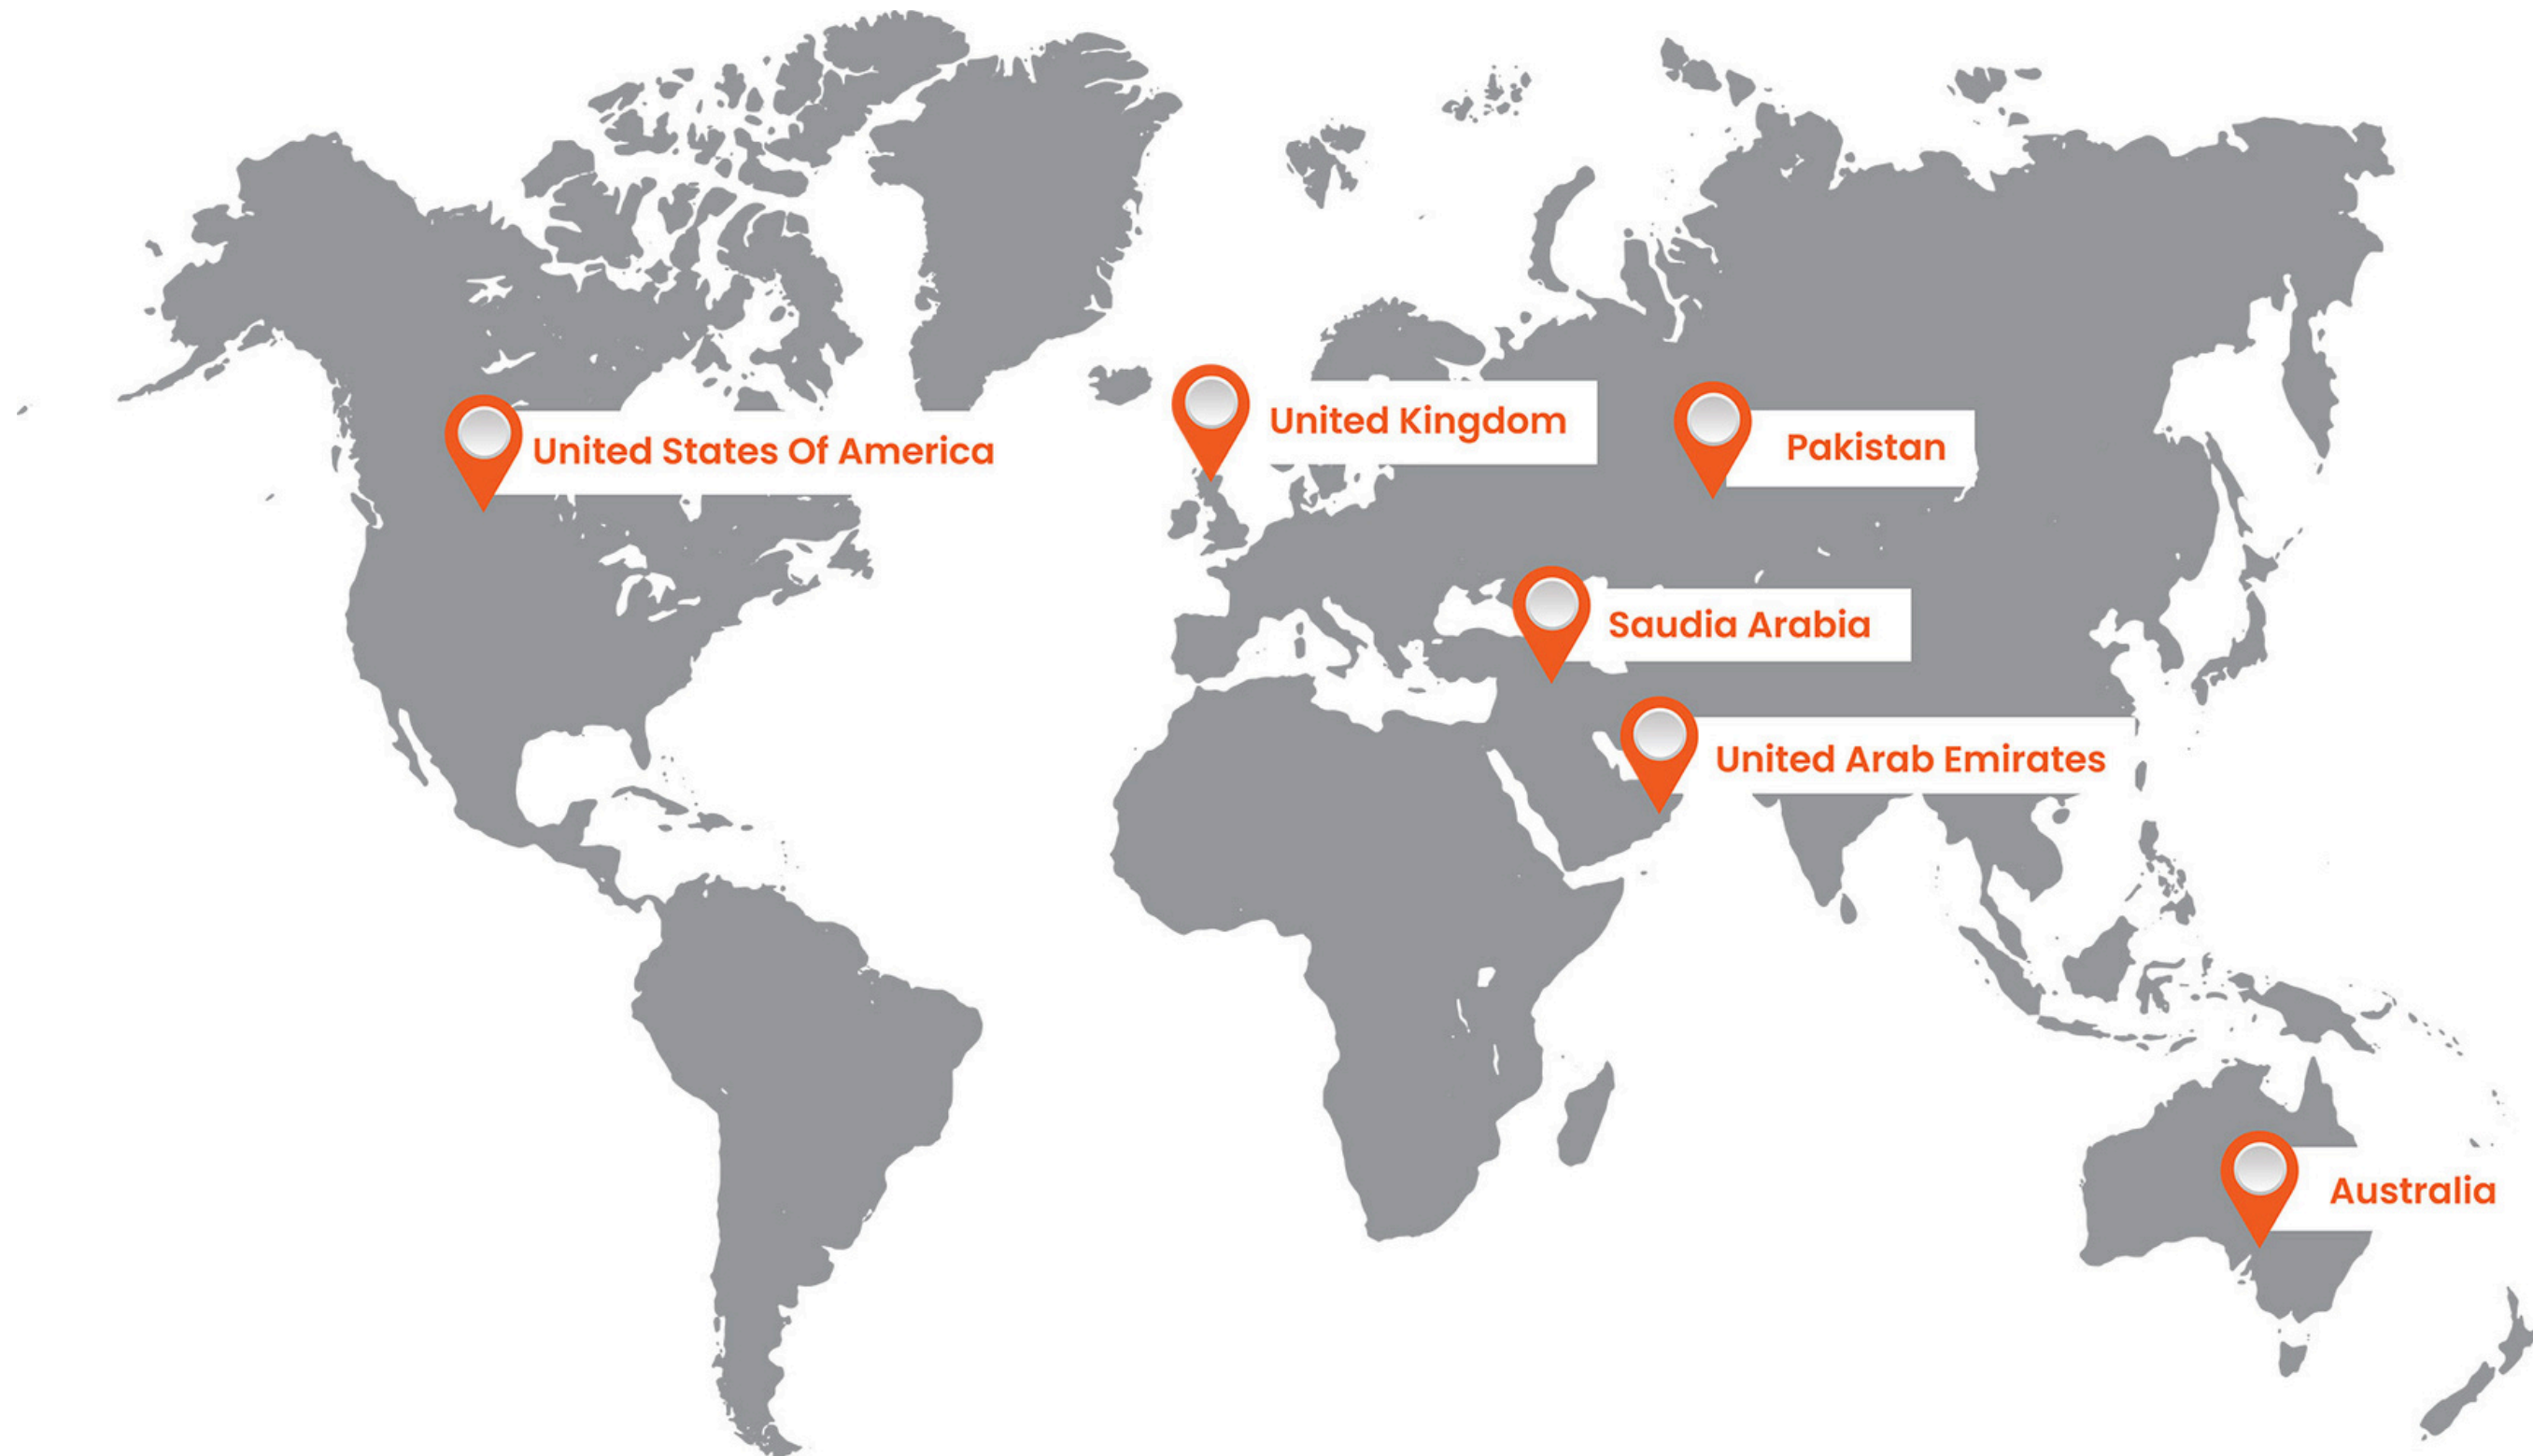 United Kingdom
Pakistan
United States Of America
Saudia Arabia
United Arab Emirates
Australia